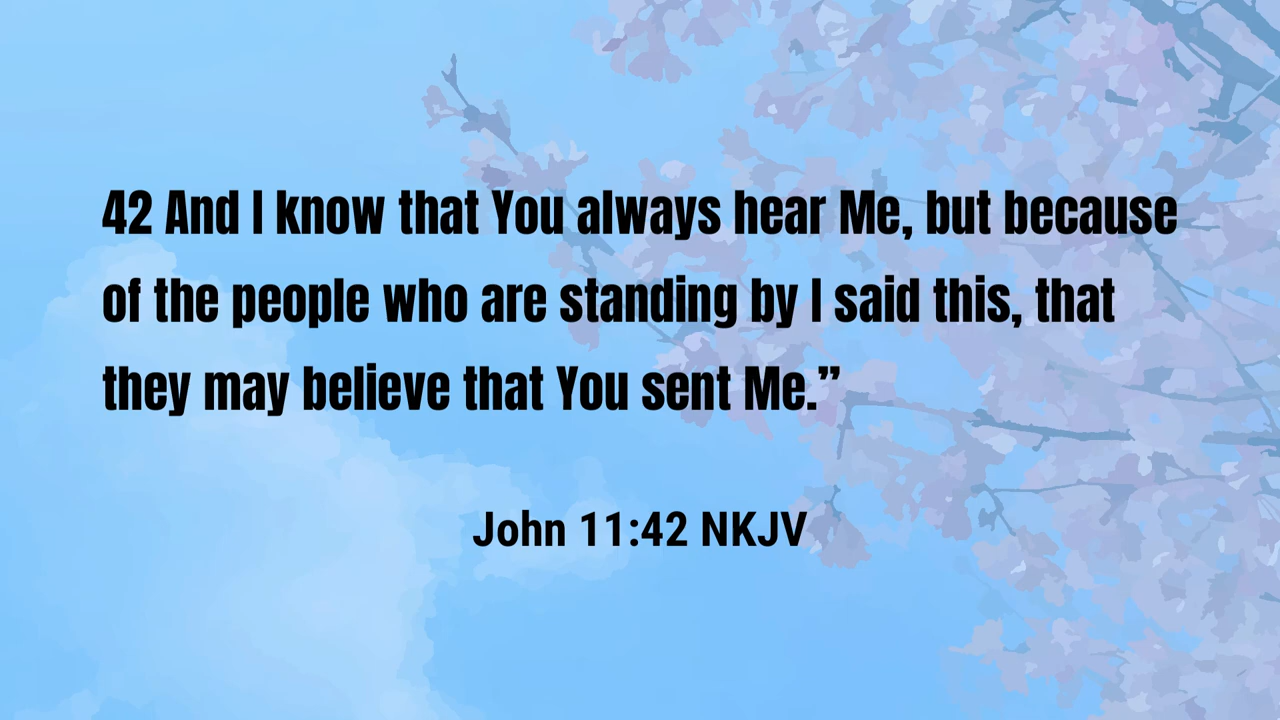 42 And I know that You always hear Me, but because
of the people who are standing by I said this, that
they may believe that You sent Me.”
John 11:42 NKJV